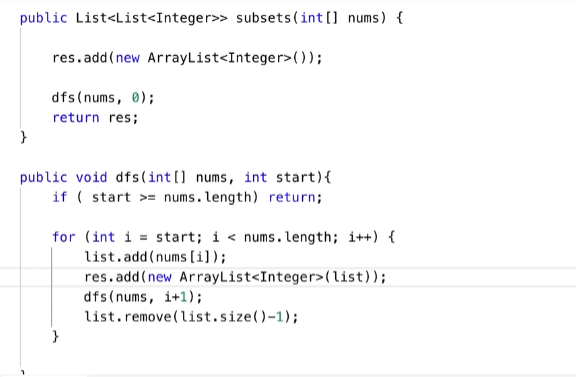 public List<List<Integer>> subsets(int[] nums) {
res.add(new ArrayList<Integer>());
dfs(nums, 0);
return res;
}
public void dfs(int[] nums, int start){
if ( start >= nums.length) return;
for (int i = start; i < nums.length; i++) {
list.add(nums[i]);
res.add(new ArrayList<Integer>(list));
dfs(nums, i+1);
list.remove(list.size()-1);
}